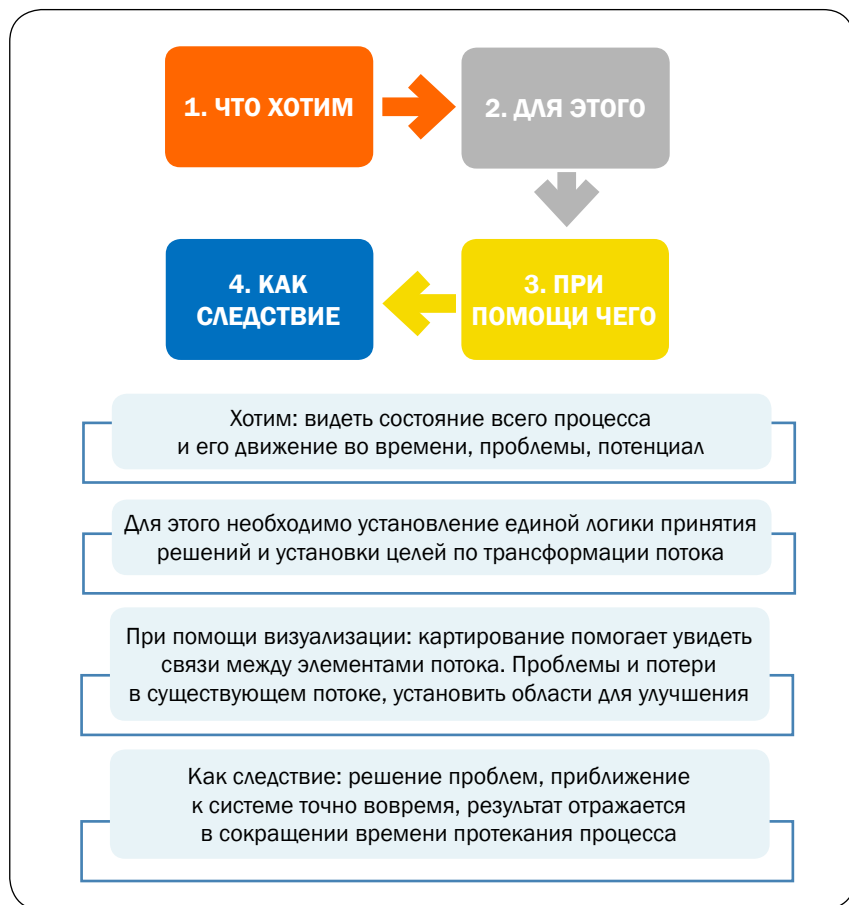 1. ЧТО ХОТИМ
2. ДЛЯ ЭТОГО
3. ПРИ
ПОМОЩИ ЧЕГО
4. КАК
СЛЕДСТВИЕ
Хотим: видеть состояние всего процесса
и его движение во времени, проблемы, потенциал
Для этого необходимо установление единой логики принятия
решений и установки целей по трансформации потока
При помощи визуализации: картирование помогает увидеть
связи между элементами потока. Проблемы и потери
в существующем потоке, установить области для улучшения
Как следствие: решение проблем, приближение
к системе точно вовремя, результат отражается
в сокращении времени протекания процесса